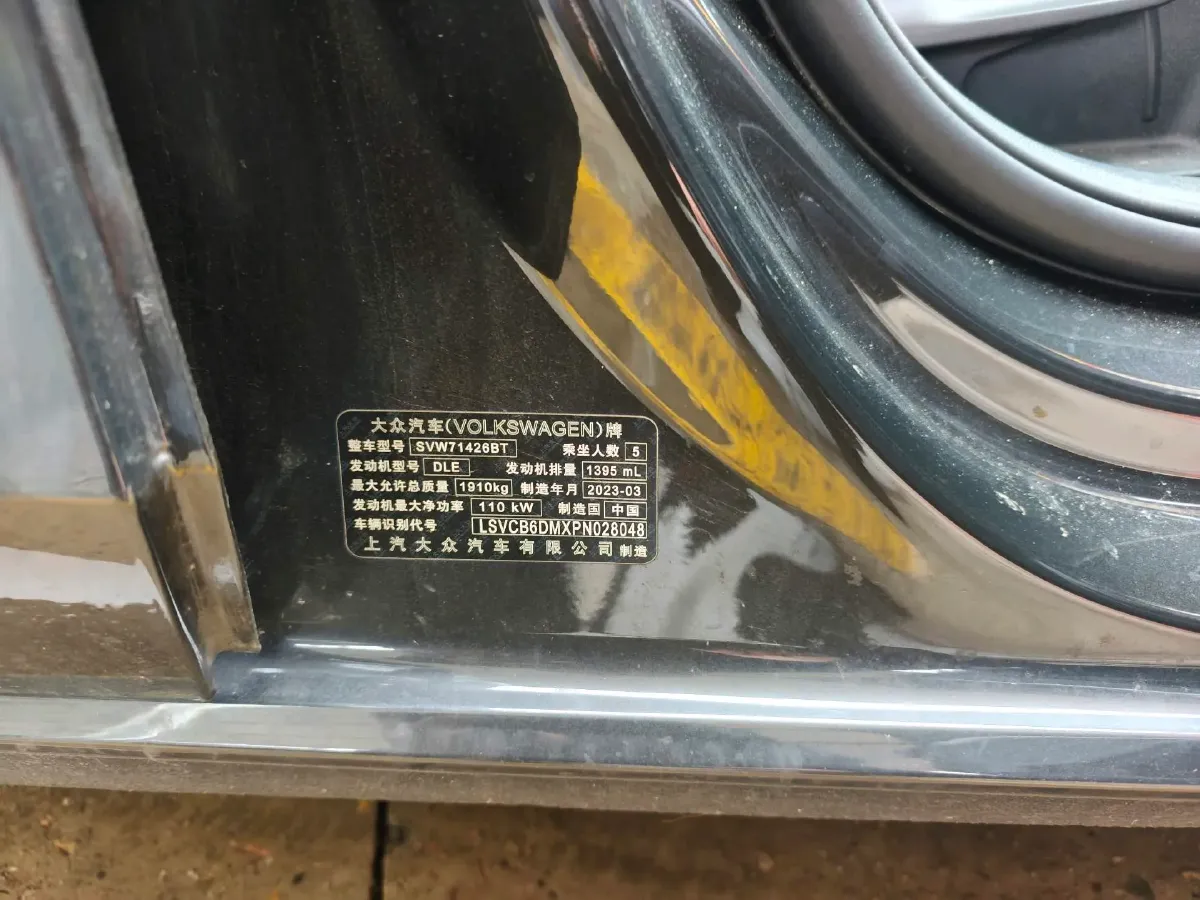 大众汽车(VOLKSWAGEN)牌
整车型号 SVW71426BT 乘坐人数 5
发动机型号 DLE 发动机排量 1395 mL
最大允许总质量 1910kg 制造年月 2023-03
发动机最大净功率 110 kW 制造国 中国
车辆识别代号 LSVCB6DMXPN028048
上汽大众汽车有限公司制造